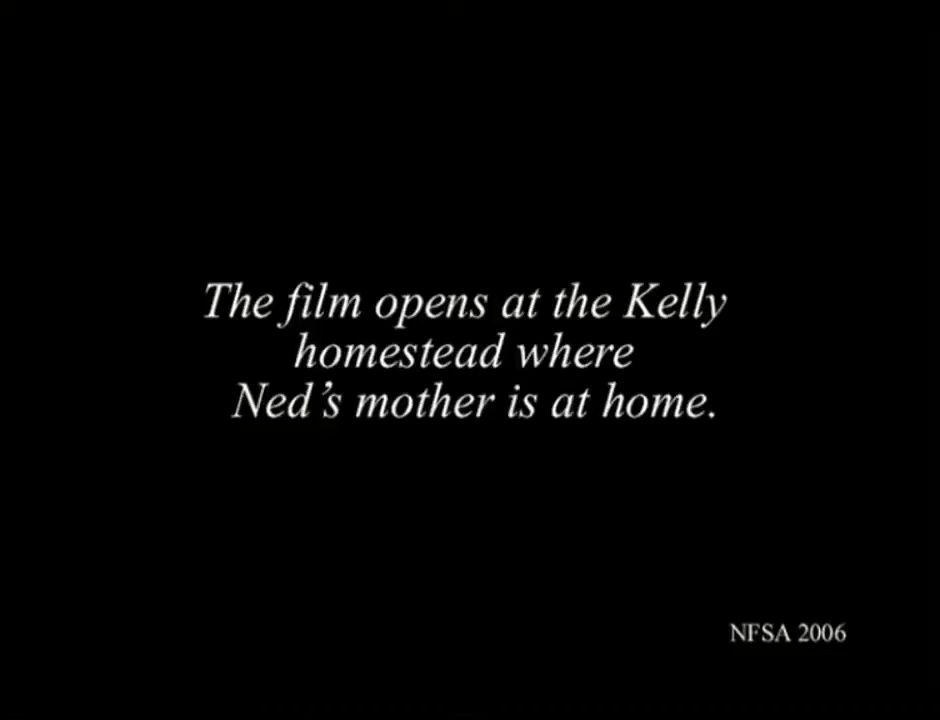 The film opens at the Kelly
homestead where
Ned's mother is at home.
NFSA 2006